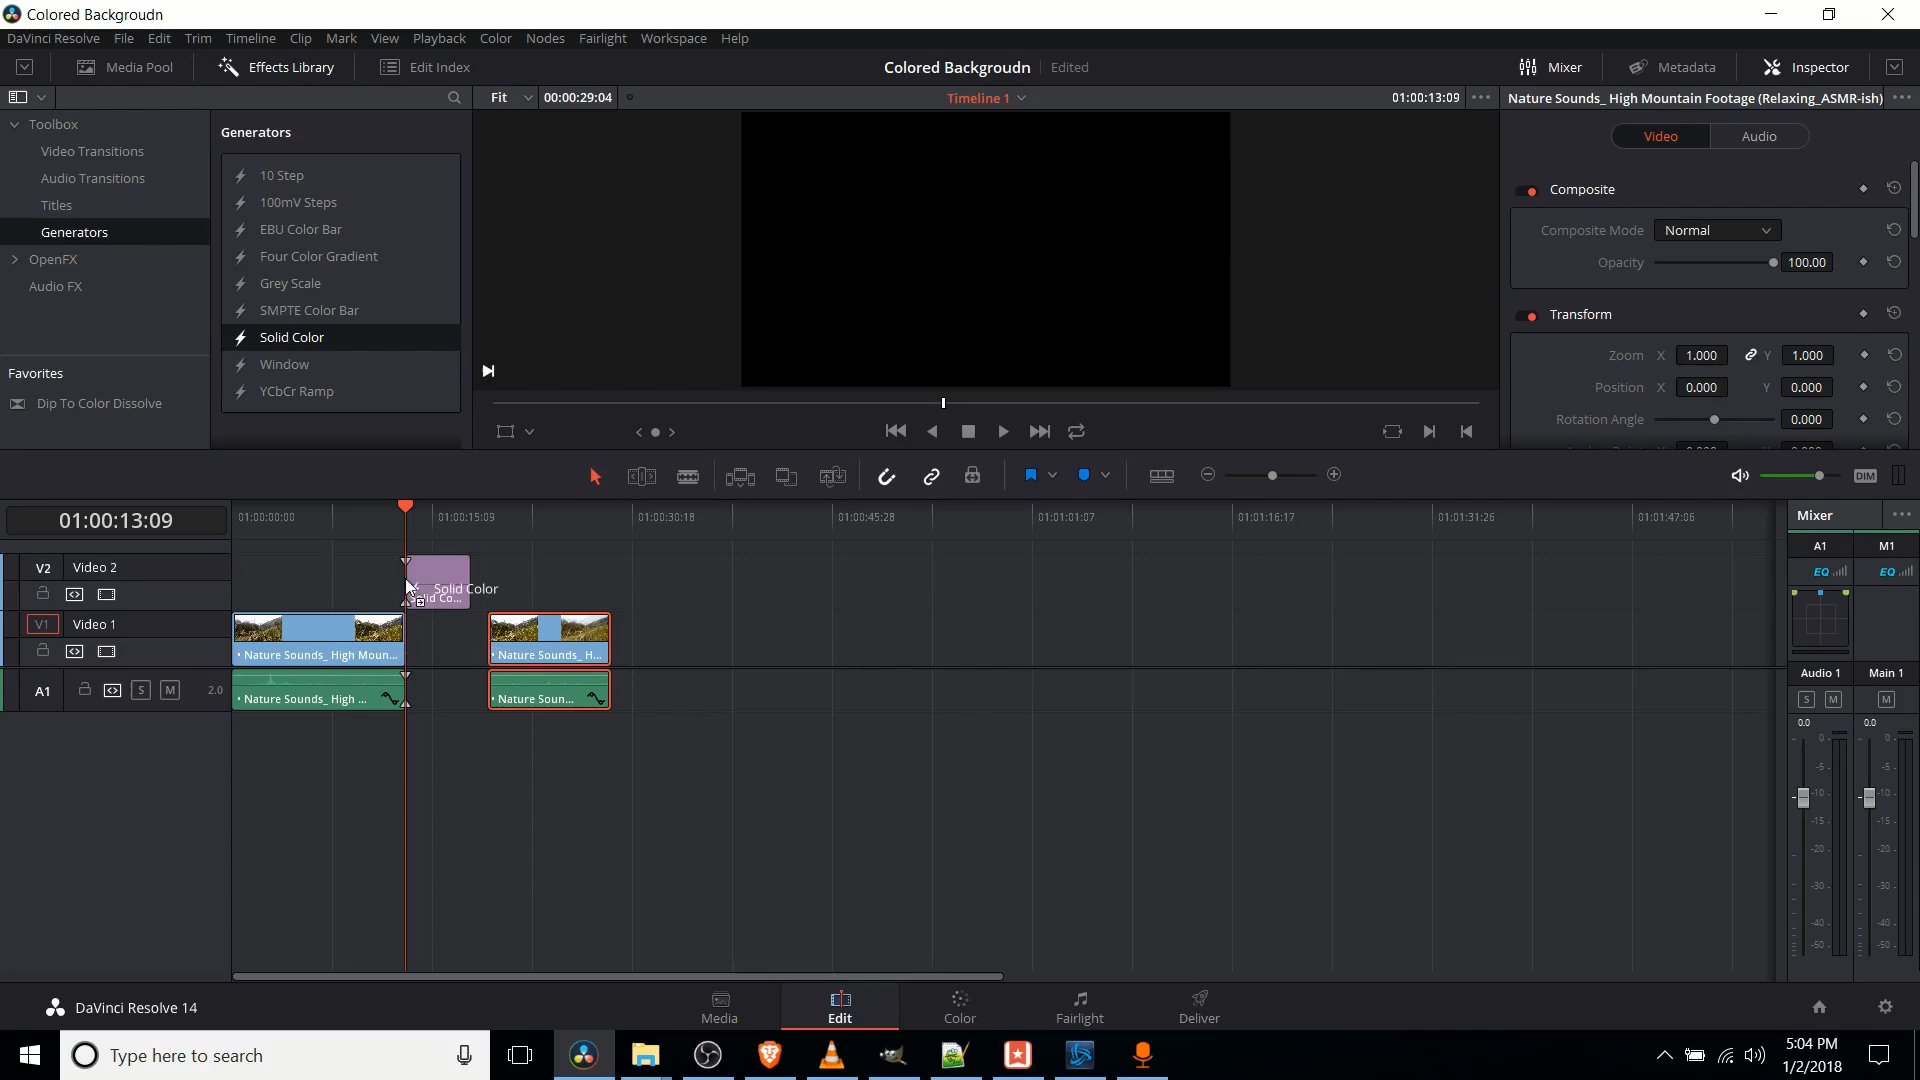 Colored Backgroudn
DaVinci Resolve File Edit Trim Timeline Clip Mark View Playback Color Nodes Fairlight Workspace Help
Media Pool Effects Library Edit Index Colored Backgroudn Edited Mixer Metadata Inspector
Fit 00:00:29:04 Timeline 1 01:00:13:09 Nature Sounds_ High Mountain Footage (Relaxing_ASMR-ish)
Toolbox
Video Transitions
Audio Transitions
Titles
Generators
OpenFX
Audio FX
Favorites
Dip To Color Dissolve
Generators
10 Step
100mV Steps
EBU Color Bar
Four Color Gradient
Grey Scale
SMPTE Color Bar
Solid Color
Window
YCbCr Ramp
Video Audio
Composite
Composite Mode Normal
Opacity 100.00
Transform
Zoom X 1.000 Y 1.000
Position X 0.000 Y 0.000
Rotation Angle 0.000
DIM
01:00:13:09 01:00:00:00 01:00:15:09 01:00:30:18 01:00:45:28 01:01:01:07 01:01:16:17 01:01:31:26 01:01:47:06
V2 Video 2
Solid Color
V1 Video 1
• Nature Sounds_ High Moun... • Nature Sounds_ H...
A1 S M 2.0
• Nature Sounds_ High ... • Nature Soun...
Mixer
A1 M1
EQ EQ
Audio 1 Main 1
S M M
0.0 0.0
0 0
-5 -5
-10 -10
-15 -15
-20 -20
-30 -30
-40 -40
-50 -50
DaVinci Resolve 14 Media Edit Color Fairlight Deliver
Type here to search
5:04 PM
1/2/2018